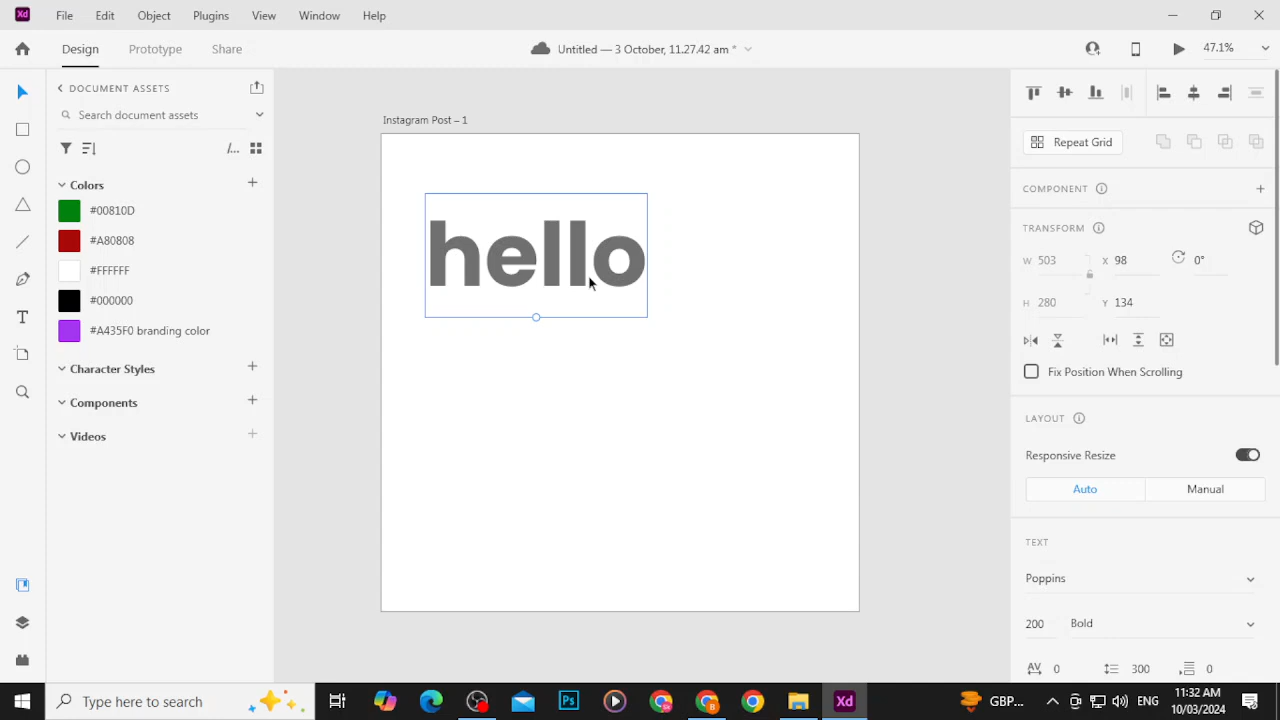 Xd File Edit Object Plugins View Window Help
Design Prototype Share Untitled — 3 October, 11.27.42 am * 47.1%
DOCUMENT ASSETS
Search document assets
/...
Colors
#00810D
#A80808
#FFFFFF
#000000
#A435F0 branding color
Character Styles
Components
Videos
Instagram Post – 1
hello
Repeat Grid
COMPONENT
TRANSFORM
W 503 X 98 0°
H 280 Y 134
Fix Position When Scrolling
LAYOUT
Responsive Resize
Auto Manual
TEXT
Poppins
200 Bold
AV 0 300 0
Type here to search
Ps
Xd
GBP...
ENG
11:32 AM
10/03/2024